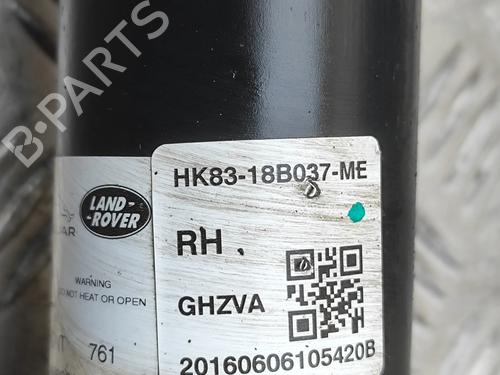 B-PARTS
HK83-18B037-ME
LAND
ROVER
RH
WARNING
DO NOT HEAT OR OPEN
GHZVA
761
20160606105420B